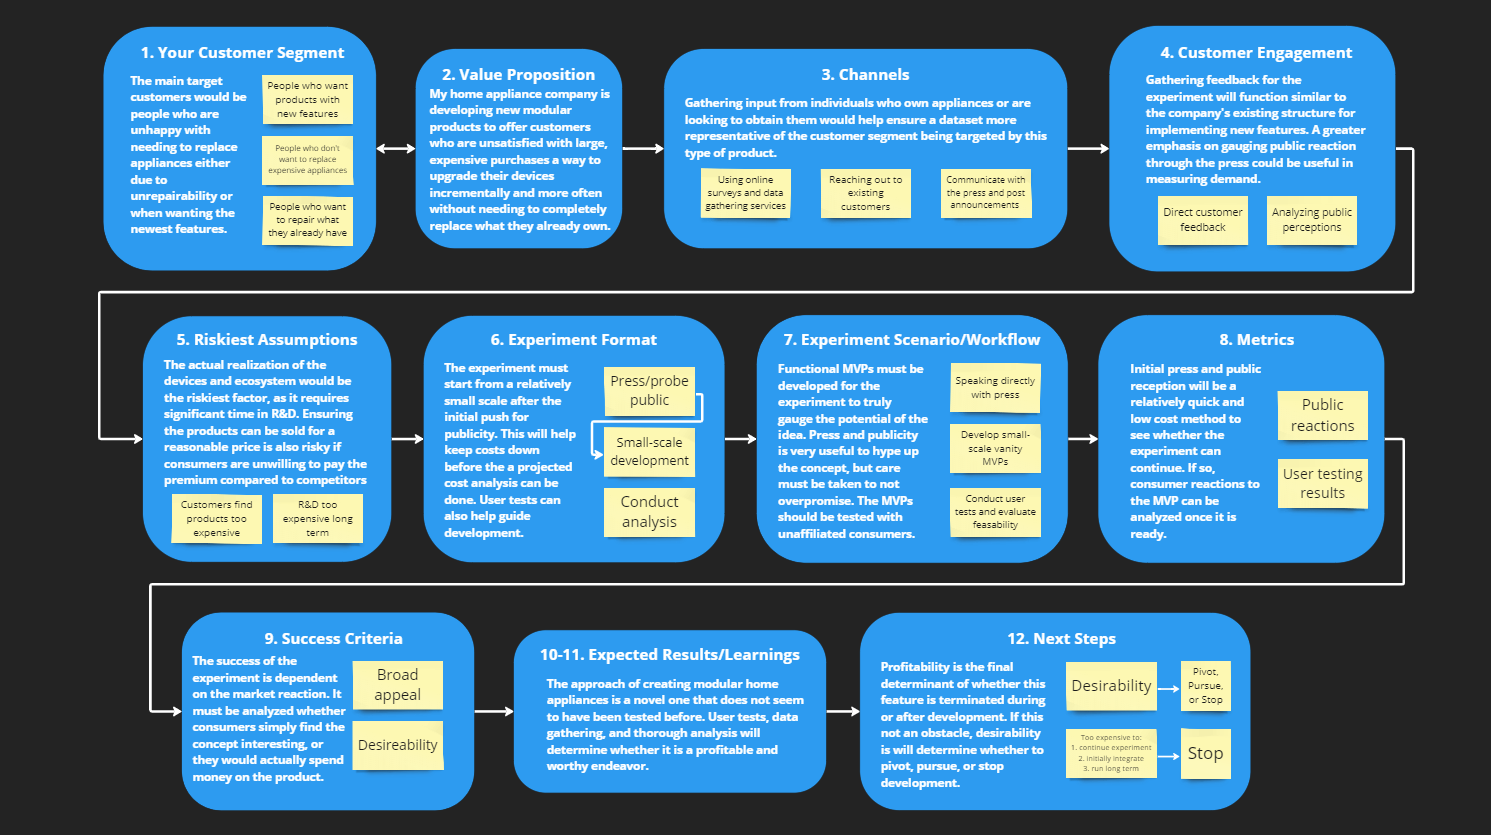 1. Your Customer Segment
The main target
customers would be
people who are
unhappy with
needing to replace
appliances either
due to
unrepairability or
when wanting the
newest features.
People who want
products with
new features
People who don't
want to replace
expensive appliances
People who want
to repair what
they already have
2. Value Proposition
My home appliance company is
developing new modular
products to offer customers
who are unsatisfied with large,
expensive purchases a way to
upgrade their devices
incrementally and more often
without needing to completely
replace what they already own.
3. Channels
Gathering input from individuals who own appliances or are
looking to obtain them would help ensure a dataset more
representative of the customer segment being targeted by this
type of product.
Using online
surveys and data
gathering services
Reaching out to
existing
customers
Communicate with
the press and post
announcements
4. Customer Engagement
Gathering feedback for the
experiment will function similar to
the company's existing structure for
implementing new features. A greater
emphasis on gauging public reaction
through the press could be useful in
measuring demand.
Direct customer
feedback
Analyzing public
perceptions
5. Riskiest Assumptions
The actual realization of the
devices and ecosystem would be
the riskiest factor, as it requires
significant time in R&D. Ensuring
the products can be sold for a
reasonable price is also risky if
consumers are unwilling to pay the
premium compared to competitors
Customers find
products too
expensive
R&D too
expensive long
term
6. Experiment Format
The experiment must
start from a relatively
small scale after the
initial push for
publicity. This will help
keep costs down
before the a projected
cost analysis can be
done. User tests can
also help guide
development.
Press/probe
public
Small-scale
development
Conduct
analysis
7. Experiment Scenario/Workflow
Functional MVPs must be
developed for the
experiment to truly
gauge the potential of the
idea. Press and publicity
is very useful to hype up
the concept, but care
must be taken to not
overpromise. The MVPs
should be tested with
unaffiliated consumers.
Speaking directly
with press
Develop small-
scale vanity
MVPs
Conduct user
tests and evaluate
feasability
8. Metrics
Initial press and public
reception will be a
relatively quick and
low cost method to
see whether the
experiment can
continue. If so,
consumer reactions to
the MVP can be
analyzed once it is
ready.
Public
reactions
User testing
results
9. Success Criteria
The success of the
experiment is dependent
on the market reaction. It
must be analyzed whether
consumers simply find the
concept interesting, or
they would actually spend
money on the product.
Broad
appeal
Desireability
10-11. Expected Results/Learnings
The approach of creating modular home
appliances is a novel one that does not seem
to have been tested before. User tests, data
gathering, and thorough analysis will
determine whether it is a profitable and
worthy endeavor.
12. Next Steps
Profitability is the final
determinant of whether this
feature is terminated during
or after development. If this
not an obstacle, desirability
is will determine whether to
pivot, pursue, or stop
development.
Desirability
Pivot,
Pursue,
or Stop
Too expensive to:
1. continue experiment
2. initially integrate
3. run long term
Stop